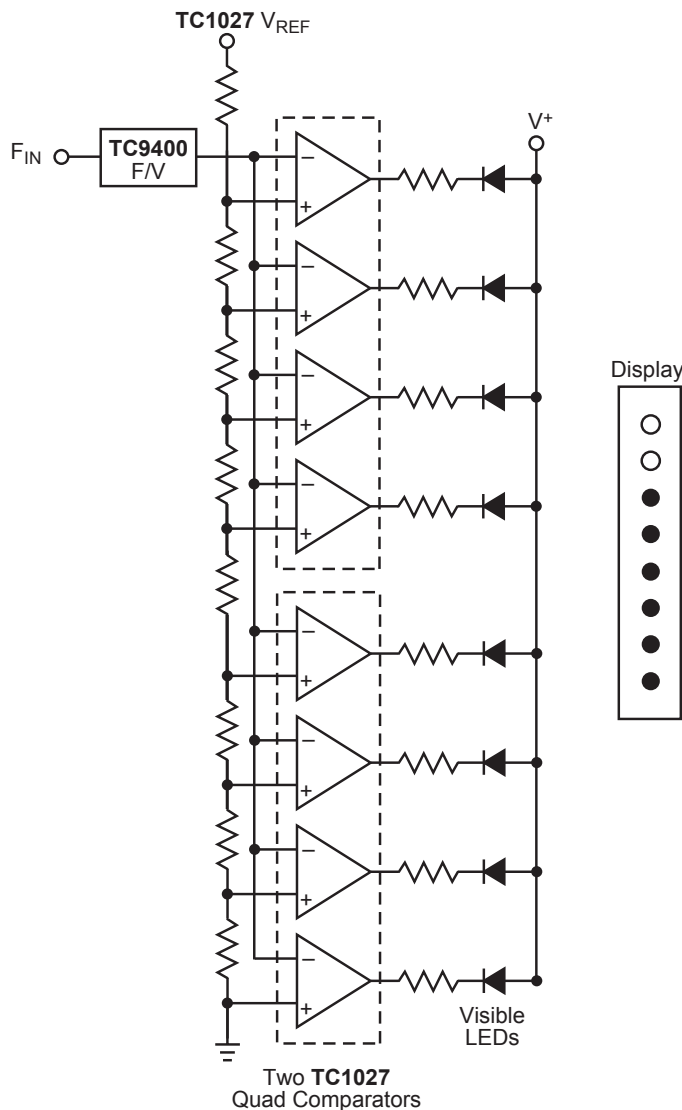 TC1027 VREF
FIN
TC9400
F/V
V+
−
+
−
+
−
+
−
+
Display
−
+
−
+
−
+
−
+
Visible
LEDs
Two TC1027
Quad Comparators